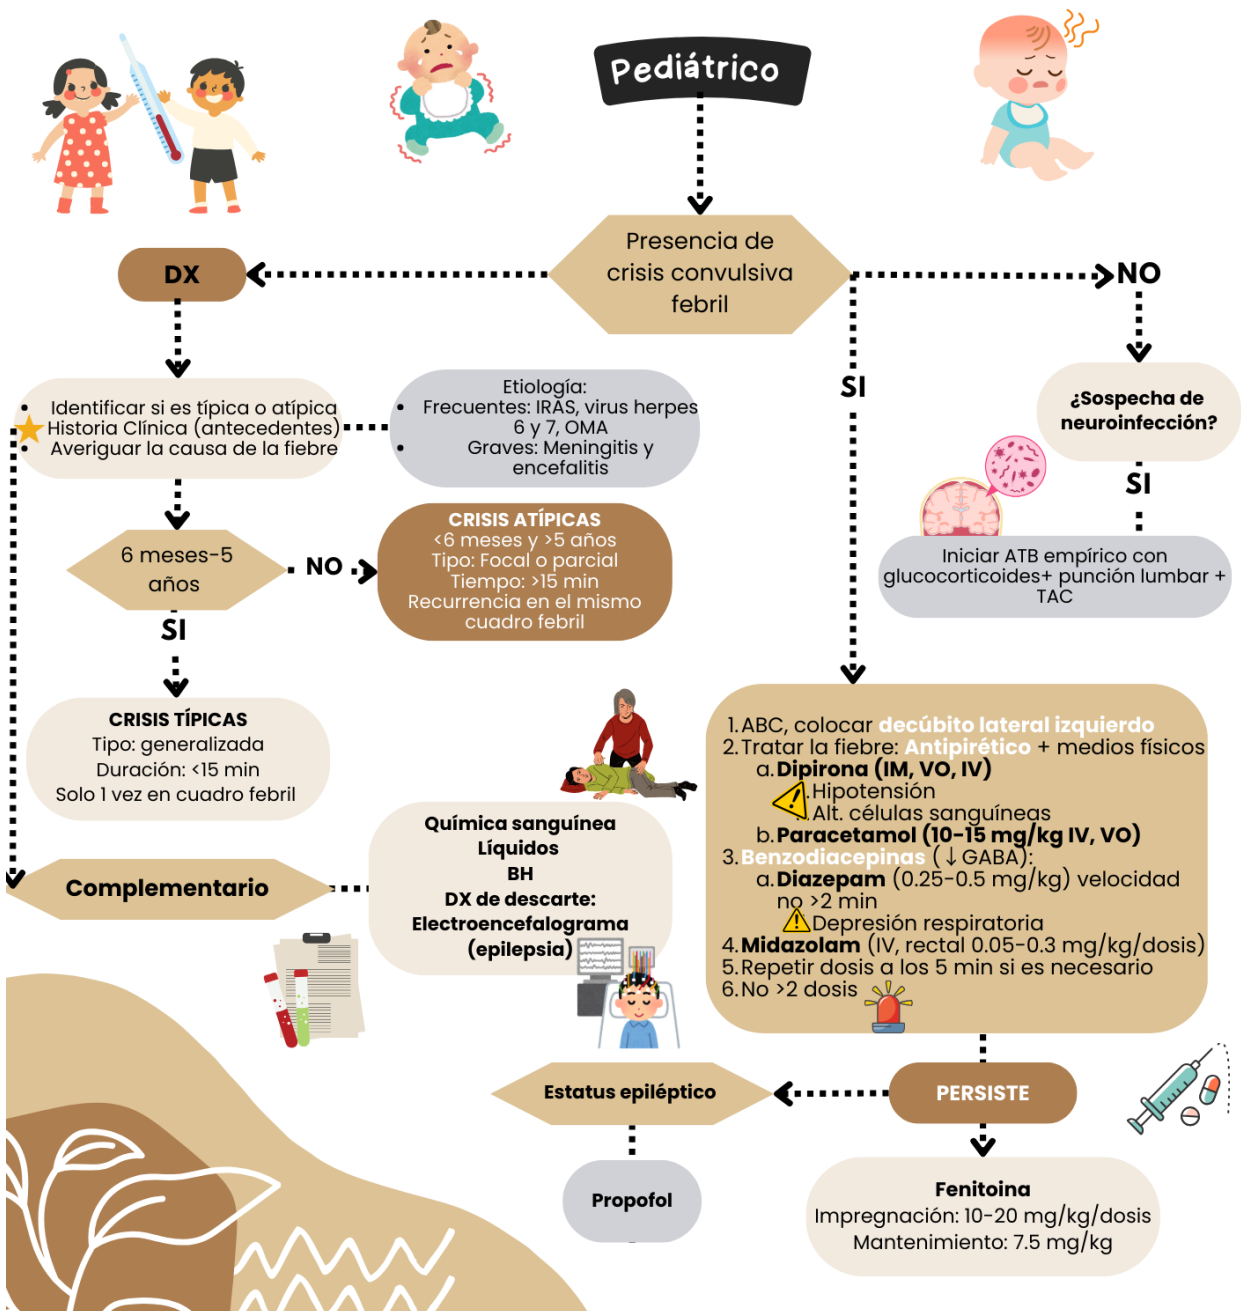 Pediátrico
Presencia de
crisis convulsiva
febril
DX
NO
SI
• Identificar si es típica o atípica
Historia Clínica (antecedentes)
• Averiguar la causa de la fiebre
Etiología:
• Frecuentes: IRAS, virus herpes
6 y 7, OMA
• Graves: Meningitis y
encefalitis
¿Sospecha de
neuroinfección?
SI
Iniciar ATB empírico con
glucocorticoides+ punción lumbar +
TAC
6 meses-5
años
NO
CRISIS ATÍPICAS
<6 meses y >5 años
Tipo: Focal o parcial
Tiempo: >15 min
Recurrencia en el mismo
cuadro febril
SI
CRISIS TÍPICAS
Tipo: generalizada
Duración: <15 min
Solo 1 vez en cuadro febril
Complementario
Química sanguínea
Líquidos
BH
DX de descarte:
Electroencefalograma
(epilepsia)
1. ABC, colocar decúbito lateral izquierdo
2. Tratar la fiebre: Antipirético + medios físicos
a. Dipirona (IM, VO, IV)
Hipotensión
Alt. células sanguíneas
b. Paracetamol (10-15 mg/kg IV, VO)
3. Benzodiacepinas (↓GABA):
a. Diazepam (0.25-0.5 mg/kg) velocidad
no >2 min
Depresión respiratoria
4. Midazolam (IV, rectal 0.05-0.3 mg/kg/dosis)
5. Repetir dosis a los 5 min si es necesario
6. No >2 dosis
PERSISTE
Estatus epiléptico
Propofol
Fenitoina
Impregnación: 10-20 mg/kg/dosis
Mantenimiento: 7.5 mg/kg